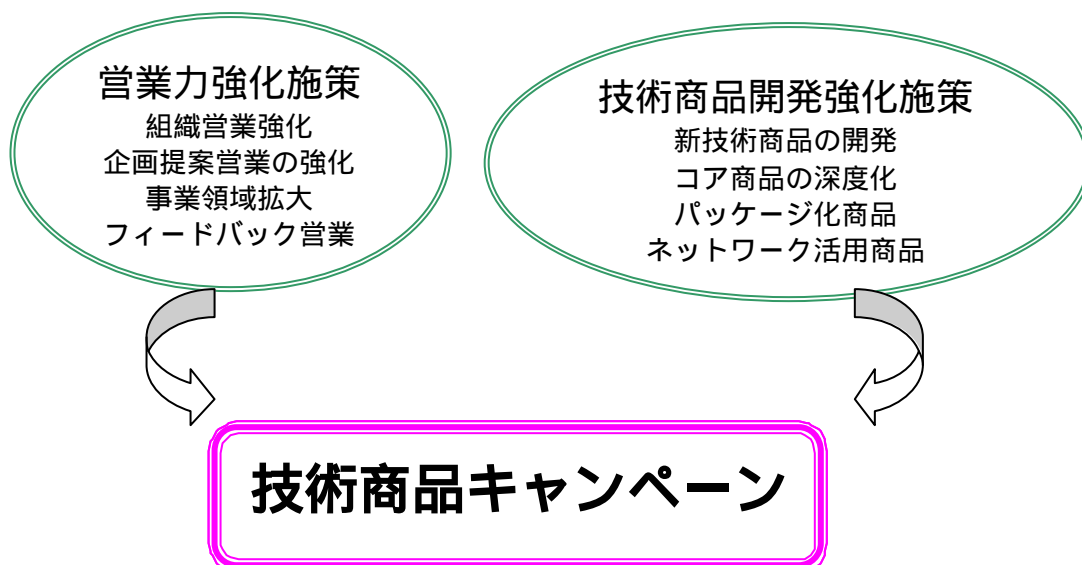 営業力強化施策
組織営業強化
企画提案営業の強化
事業領域拡大
フィードバック営業
技術商品開発強化施策
新技術商品の開発
コア商品の深度化
パッケージ化商品
ネットワーク活用商品
技術商品キャンペーン